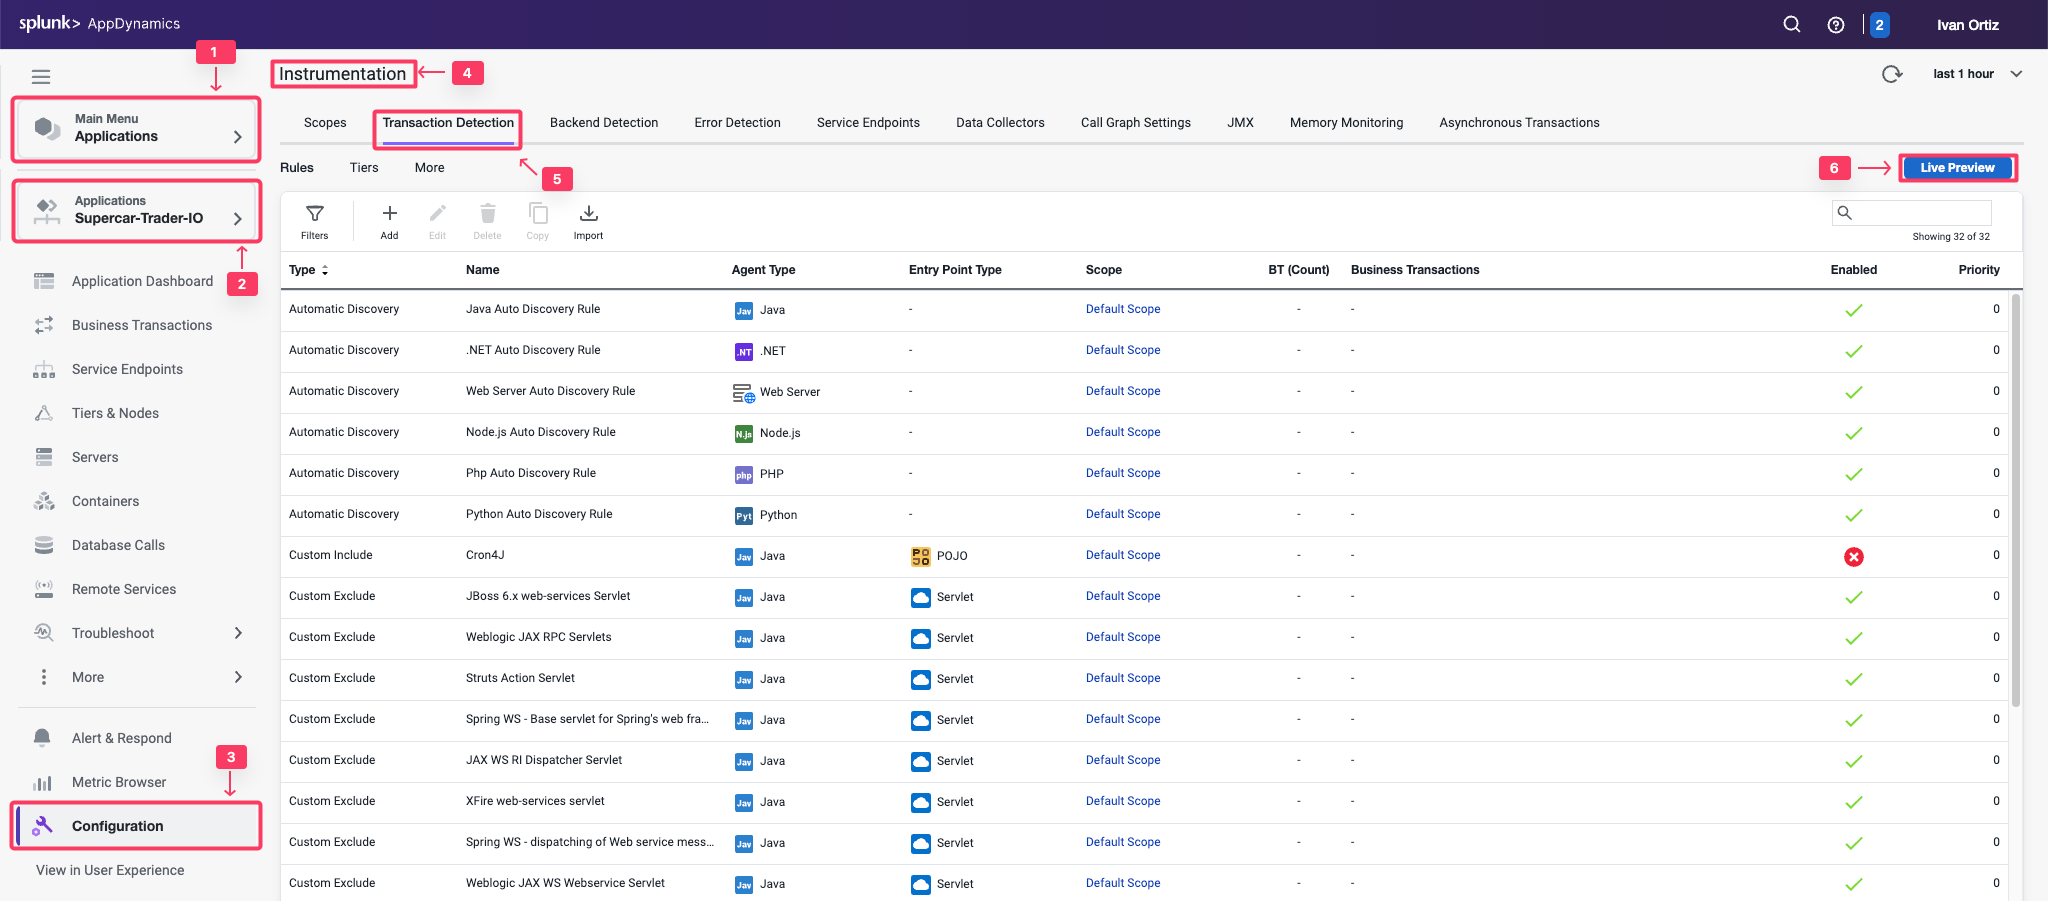 splunk> AppDynamics
2
Ivan Ortiz
1
Instrumentation
4
last 1 hour
Main Menu
Applications
Scopes Transaction Detection Backend Detection Error Detection Service Endpoints Data Collectors Call Graph Settings JMX Memory Monitoring Asynchronous Transactions
Rules Tiers More
5
6
Live Preview
Applications
Supercar-Trader-IO
2
Filters Add Edit Delete Copy Import
Showing 32 of 32
Application Dashboard
Business Transactions
Service Endpoints
Tiers & Nodes
Servers
Containers
Database Calls
Remote Services
Troubleshoot
More
Alert & Respond
3
Metric Browser
Configuration
View in User Experience
Type Name Agent Type Entry Point Type Scope BT (Count) Business Transactions Enabled Priority
Automatic Discovery Java Auto Discovery Rule Jav Java - Default Scope - - 0
Automatic Discovery .NET Auto Discovery Rule .NT .NET - Default Scope - - 0
Automatic Discovery Web Server Auto Discovery Rule Web Server - Default Scope - - 0
Automatic Discovery Node.js Auto Discovery Rule N.js Node.js - Default Scope - - 0
Automatic Discovery Php Auto Discovery Rule php PHP - Default Scope - - 0
Automatic Discovery Python Auto Discovery Rule Pyt Python - Default Scope - - 0
Custom Include Cron4J Jav Java POJO POJO Default Scope - - 0
Custom Exclude JBoss 6.x web-services Servlet Jav Java Servlet Default Scope - - 0
Custom Exclude Weblogic JAX RPC Servlets Jav Java Servlet Default Scope - - 0
Custom Exclude Struts Action Servlet Jav Java Servlet Default Scope - - 0
Custom Exclude Spring WS - Base servlet for Spring's web fra... Jav Java Servlet Default Scope - - 0
Custom Exclude JAX WS RI Dispatcher Servlet Jav Java Servlet Default Scope - - 0
Custom Exclude XFire web-services servlet Jav Java Servlet Default Scope - - 0
Custom Exclude Spring WS - dispatching of Web service mess... Jav Java Servlet Default Scope - - 0
Custom Exclude Weblogic JAX WS Webservice Servlet Jav Java Servlet Default Scope - - 0